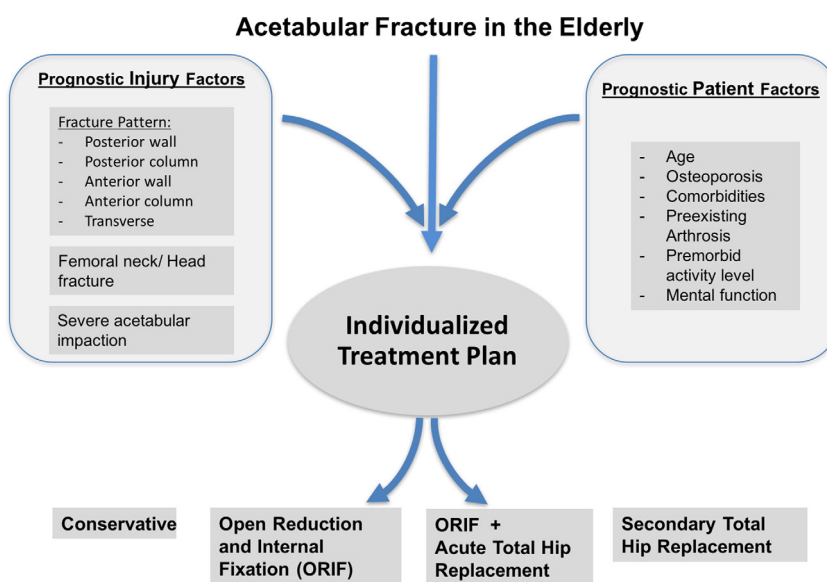 Acetabular Fracture in the Elderly
Prognostic Injury Factors
Fracture Pattern:
- Posterior wall
- Posterior column
- Anterior wall
- Anterior column
- Transverse
Femoral neck/ Head
fracture
Severe acetabular
impaction
Prognostic Patient Factors
- Age
- Osteoporosis
- Comorbidities
- Preexisting
Arthrosis
- Premorbid
activity level
- Mental function
Individualized
Treatment Plan
Conservative
Open Reduction
and Internal
Fixation (ORIF)
ORIF +
Acute Total Hip
Replacement
Secondary Total
Hip Replacement